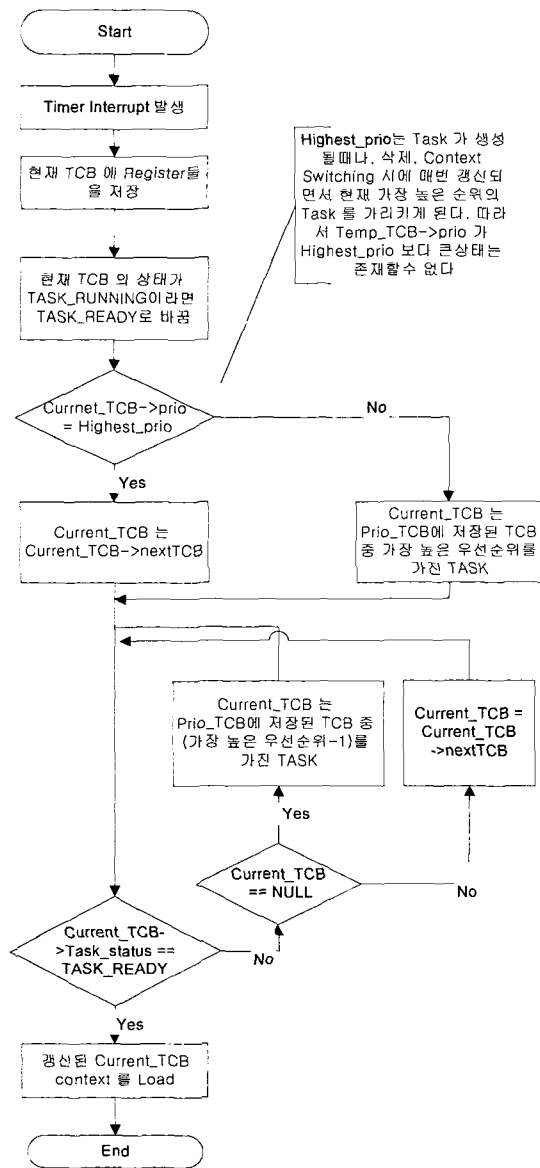 Start
Timer Interrupt 발생
현재 TCB 에 Register들
을 저장
Highest_prio는 Task 가 생성
될때나, 삭제, Context
Switching 시에 매번 갱신되
면서 현재 가장 높은 순위의
Task 를 가리키게 된다. 따라
서 Temp_TCB->prio 가
Highest_prio 보다 큰상태는
존재할수 없다
현재 TCB 의 상태가
TASK_RUNNING이라면
TASK_READY로 바꿈
Currnet_TCB->prio
= Highest_prio
No
Yes
Current_TCB 는
Current_TCB->nextTCB
Current_TCB 는
Prio_TCB에 저장된 TCB
중 가장 높은 우선순위를
가진 TASK
Current_TCB 는
Prio_TCB에 저장된 TCB 중
(가장 높은 우선순위-1)를
가진 TASK
Current_TCB =
Current_TCB
->nextTCB
Yes
Current_TCB
== NULL
No
Current_TCB-
>Task_status ==
TASK_READY
No
Yes
갱신된 Current_TCB
context 를 Load
End